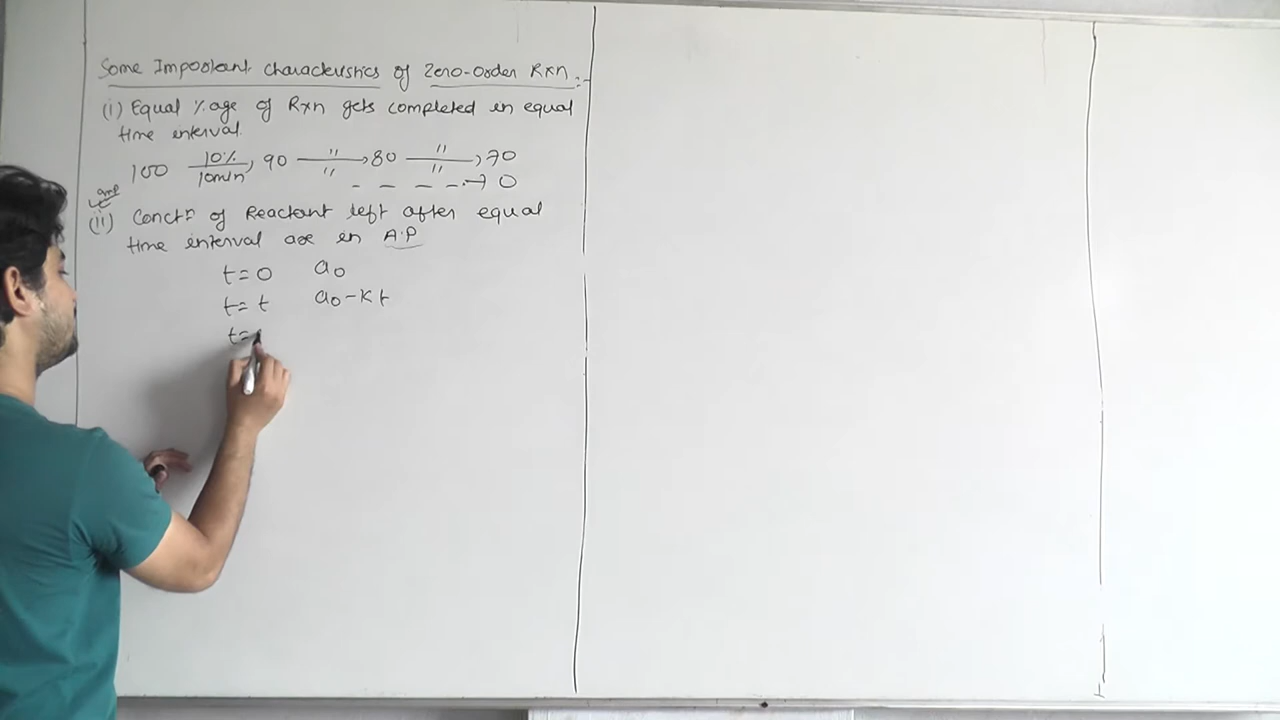 Some Important Characteristics of Zero-Order Rxn :-
(i) Equal %age of Rxn gets completed in equal
time interval.
100 10% / 10min → 90 —"/"→ 80 —"/"→ 70
- - - - → 0
imp
(ii) Conctn of Reactant left after equal
time interval are in A.P
t=0 a₀
t=t a₀-Kt
t=